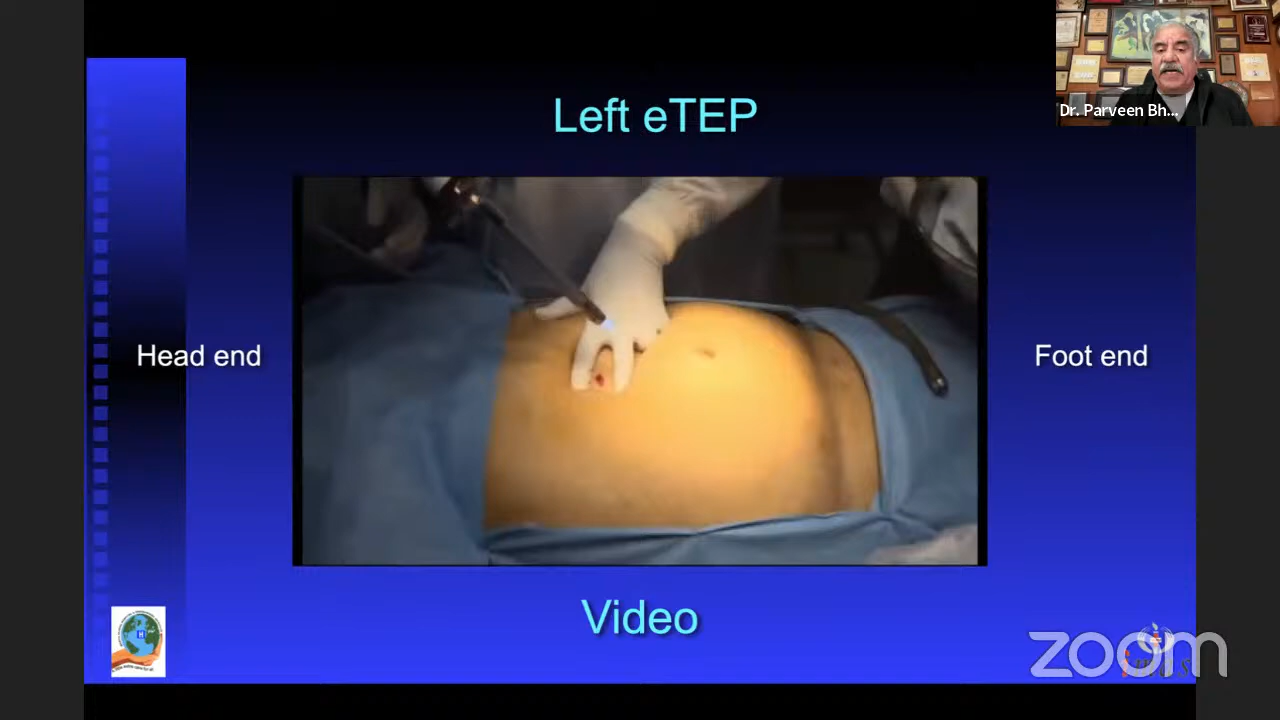 Left eTEP
Dr. Parveen Bh...
Head end
Foot end
Video
zoom